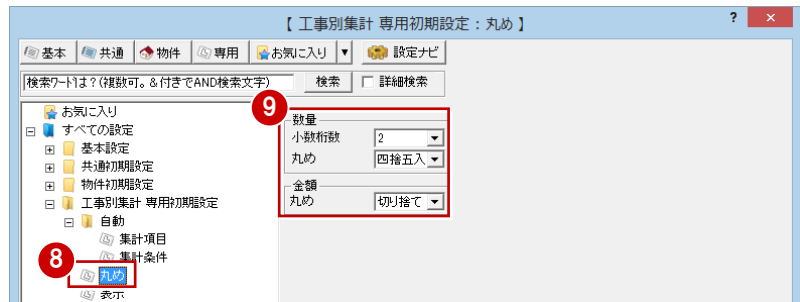 【 工事別集計 専用初期設定：丸め 】
? x
基本 共通 物件 専用 お気に入り 設定ナビ
検索ワードは？(複数可。&付きでAND検索文字) 検索 詳細検索
お気に入り
すべての設定
基本設定
共通初期設定
物件初期設定
工事別集計 専用初期設定
自動
集計項目
集計条件
8
丸め
表示
9
数量
小数桁数 2
丸め 四捨五入
金額
丸め 切り捨て